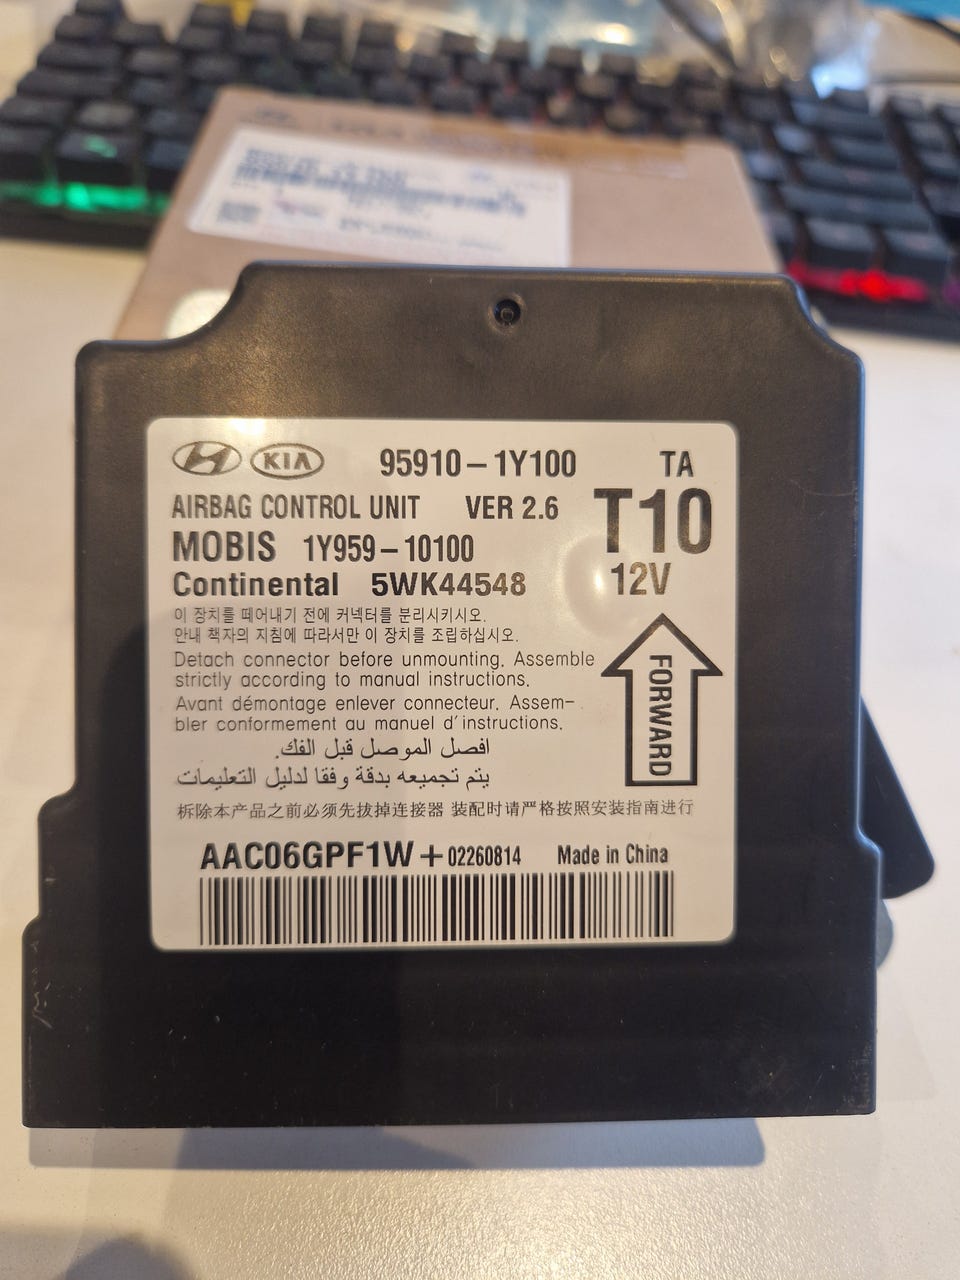 KIA 95910-1Y100 TA
AIRBAG CONTROL UNIT VER 2.6 T10
MOBIS 1Y959-10100
Continental 5WK44548 12V
이 장치를 떼어내기 전에 커넥터를 분리시키시오.
안내 책자의 지침에 따라서만 이 장치를 조립하십시오.
Detach connector before unmounting. Assemble
strictly according to manual instructions.
Avant démontage enlever connecteur. Assem-
bler conformement au manuel d'instructions.
افصل الموصل قبل الفك.
يتم تجميعه بدقة وفقا لدليل التعليمات
FORWARD
拆除本产品之前必须先拔掉连接器 装配时请严格按照安装指南进行
AAC06GPF1W+02260814 Made in China